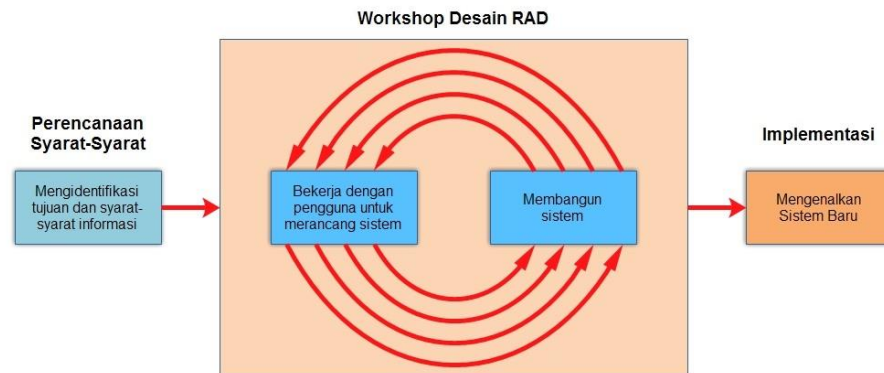 Workshop Desain RAD
Perencanaan
Syarat-Syarat
Mengidentifikasi
tujuan dan syarat-
syarat informasi
Bekerja dengan
pengguna untuk
merancang sistem
Membangun
sistem
Implementasi
Mengenalkan
Sistem Baru